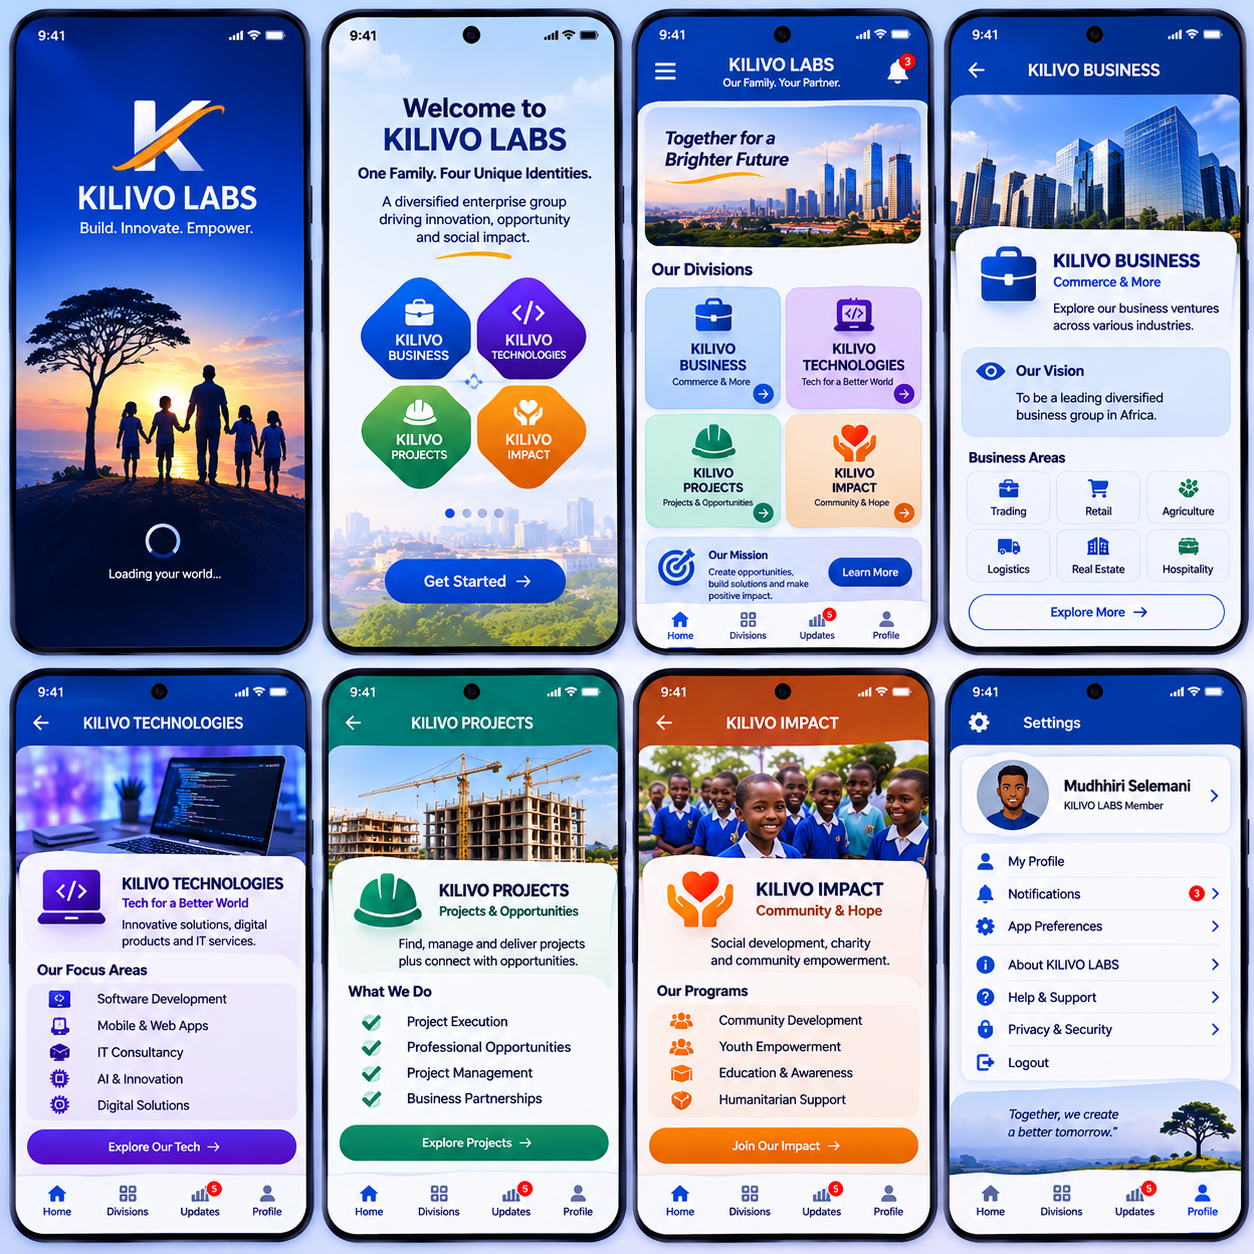 9:41
K
KILIVO LABS
Build. Innovate. Empower.
Loading your world...
9:41
Welcome to
KILIVO LABS
One Family. Four Unique Identities.
A diversified enterprise group
driving innovation, opportunity
and social impact.
</>
KILIVO
BUSINESS
KILIVO
TECHNOLOGIES
KILIVO
PROJECTS
KILIVO
IMPACT
Get Started →
9:41
KILIVO LABS
Our Family. Your Partner.
3
Together for a
Brighter Future
Our Divisions
KILIVO
BUSINESS
Commerce & More
→
</>
KILIVO
TECHNOLOGIES
Tech for a Better World
→
KILIVO
PROJECTS
Projects & Opportunities
→
KILIVO
IMPACT
Community & Hope
→
Our Mission
Create opportunities,
build solutions and make
positive impact.
Learn More
Home
Divisions
5
Updates
Profile
9:41
← KILIVO BUSINESS
KILIVO BUSINESS
Commerce & More
Explore our business ventures
across various industries.
Our Vision
To be a leading diversified
business group in Africa.
Business Areas
Trading
Retail
Agriculture
Logistics
Real Estate
Hospitality
Explore More →
9:41
← KILIVO TECHNOLOGIES
</>
KILIVO TECHNOLOGIES
Tech for a Better World
Innovative solutions, digital
products and IT services.
Our Focus Areas
Software Development
Mobile & Web Apps
IT Consultancy
AI & Innovation
Digital Solutions
Explore Our Tech →
Home
Divisions
5
Updates
Profile
9:41
← KILIVO PROJECTS
KILIVO PROJECTS
Projects & Opportunities
Find, manage and deliver projects
plus connect with opportunities.
What We Do
Project Execution
Professional Opportunities
Project Management
Business Partnerships
Explore Projects →
Home
Divisions
5
Updates
Profile
9:41
← KILIVO IMPACT
KILIVO IMPACT
Community & Hope
Social development, charity
and community empowerment.
Our Programs
Community Development
Youth Empowerment
Education & Awareness
Humanitarian Support
Join Our Impact →
Home
Divisions
5
Updates
Profile
9:41
Settings
Mudhhiri Selemani
KILIVO LABS Member
My Profile
Notifications
3
App Preferences
About KILIVO LABS
Help & Support
Privacy & Security
Logout
Together, we create
a better tomorrow."
Home
Divisions
5
Updates
Profile